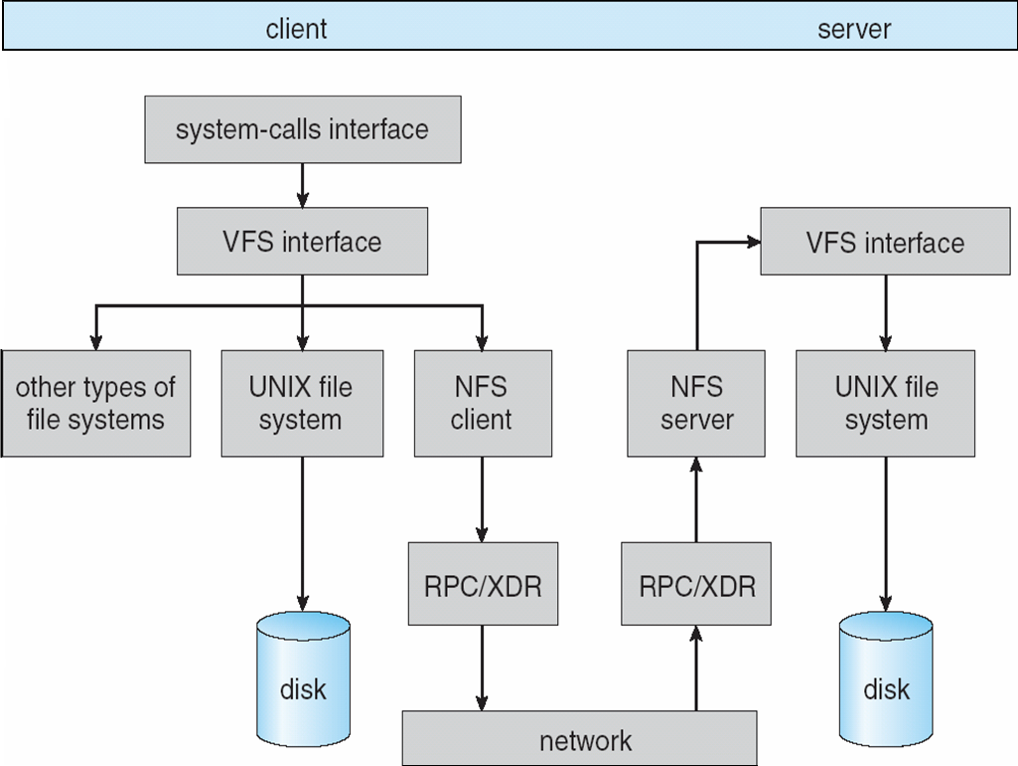 client
server
system-calls interface
VFS interface
VFS interface
other types of
file systems
UNIX file
system
NFS
client
NFS
server
UNIX file
system
RPC/XDR
RPC/XDR
disk
disk
network